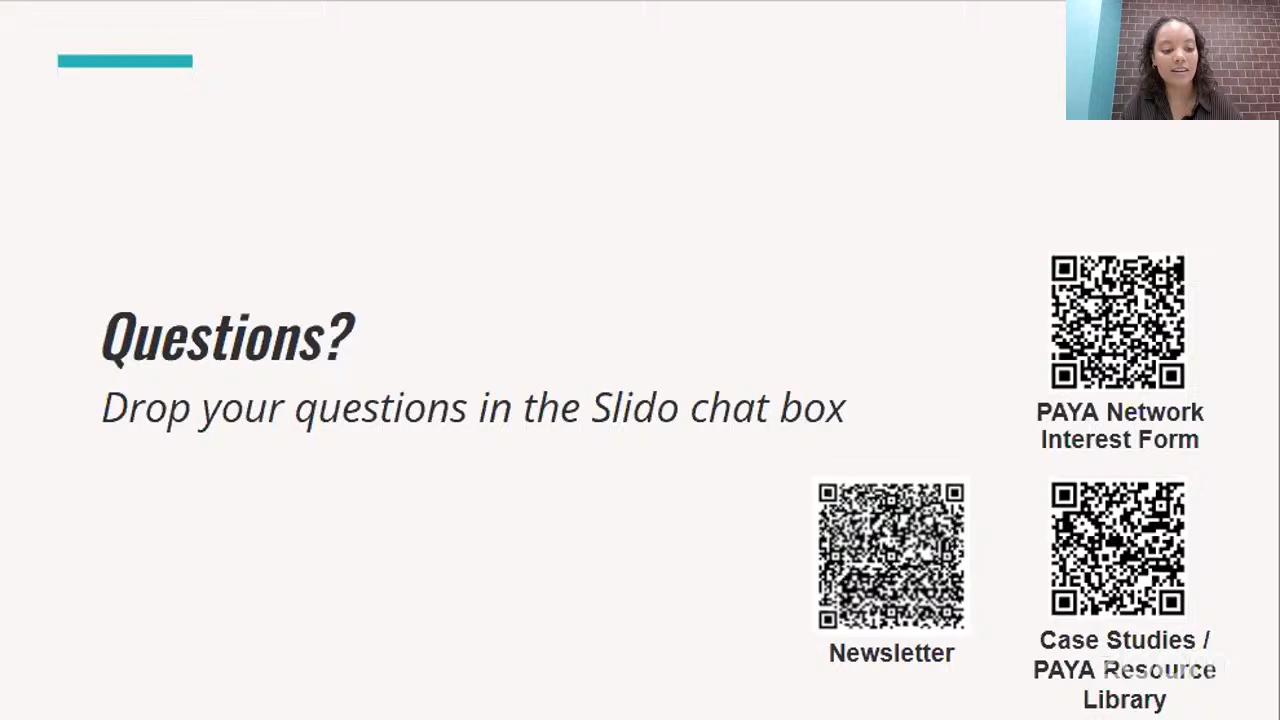 Questions?
Drop your questions in the Slido chat box
PAYA Network
Interest Form
Newsletter
Case Studies /
PAYA Resource
Library